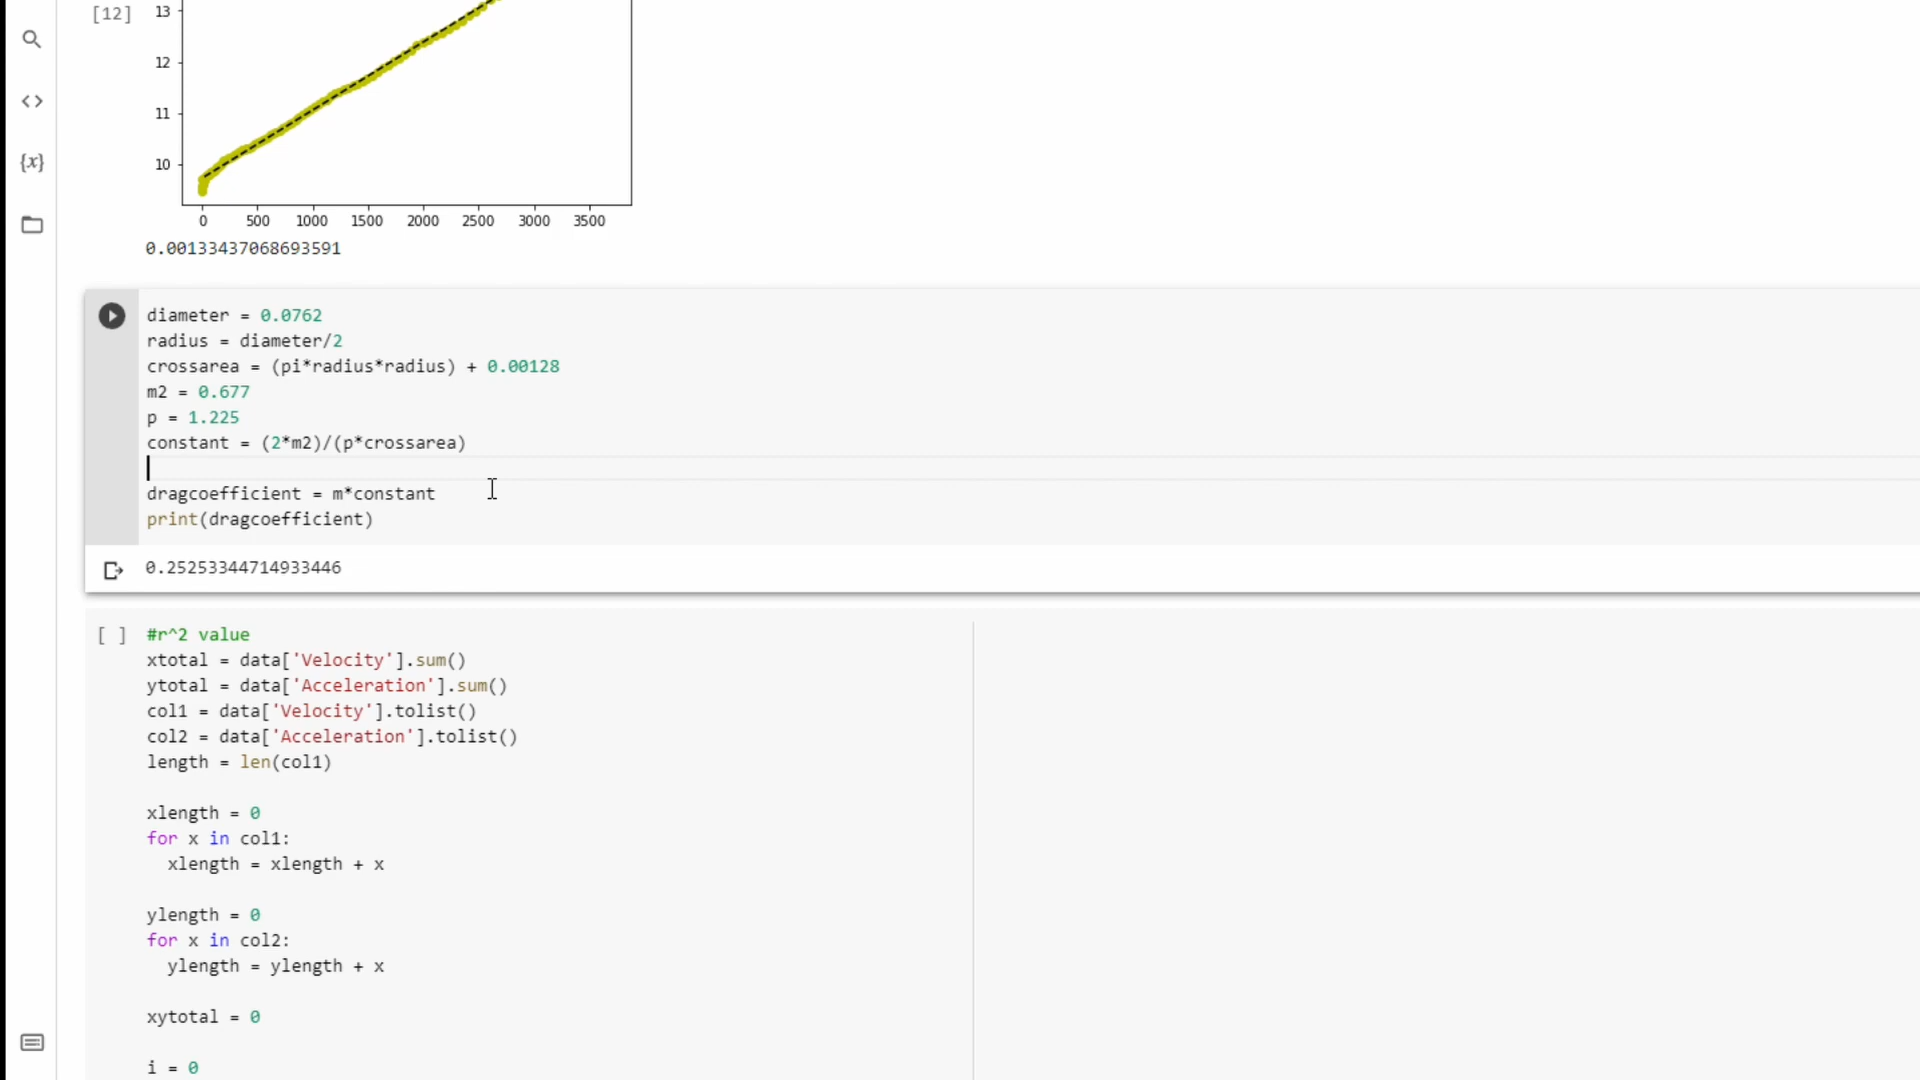 [12]
13
12
11
10
0 500 1000 1500 2000 2500 3000 3500
0.00133437068693591
{x}
diameter = 0.0762
radius = diameter/2
crossarea = (pi*radius*radius) + 0.00128
m2 = 0.677
p = 1.225
constant = (2*m2)/(p*crossarea)
dragcoefficient = m*constant
print(dragcoefficient)
0.25253344714933446
[ ]
#r^2 value
xtotal = data['Velocity'].sum()
ytotal = data['Acceleration'].sum()
col1 = data['Velocity'].tolist()
col2 = data['Acceleration'].tolist()
length = len(col1)
xlength = 0
for x in col1:
xlength = xlength + x
ylength = 0
for x in col2:
ylength = ylength + x
xytotal = 0
i = 0